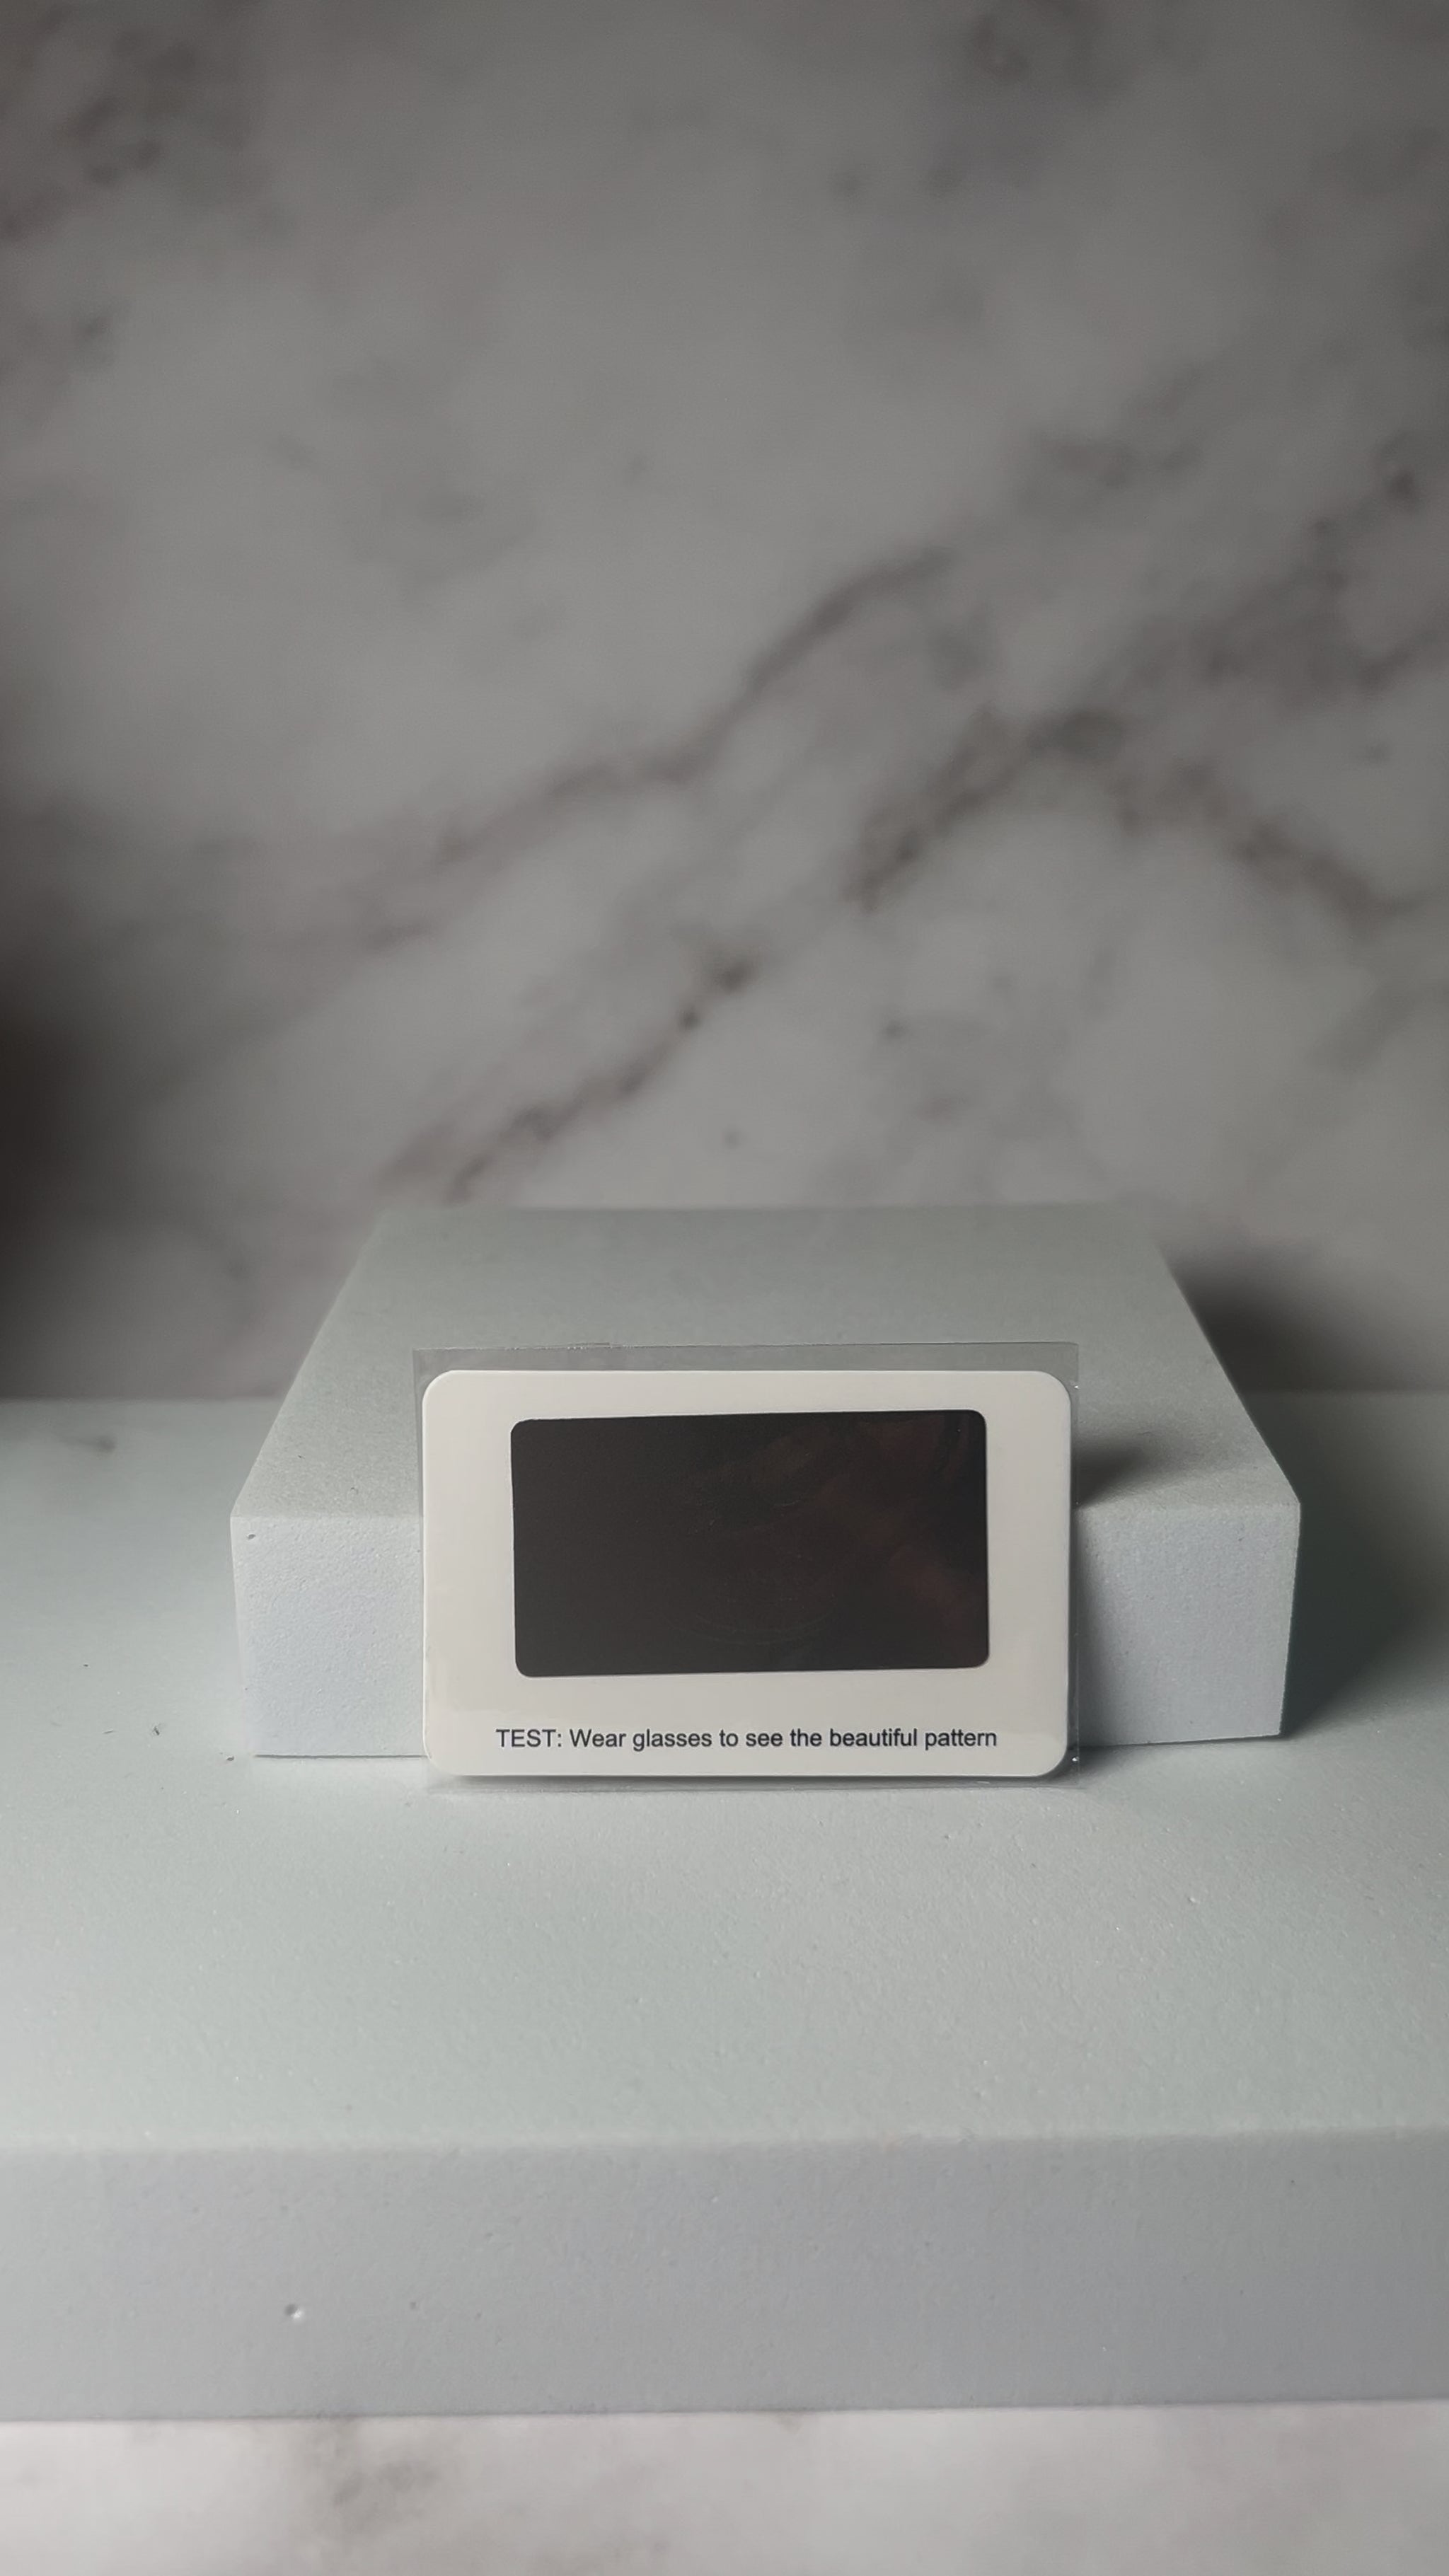 TEST: Wear glasses to see the beautiful pattern